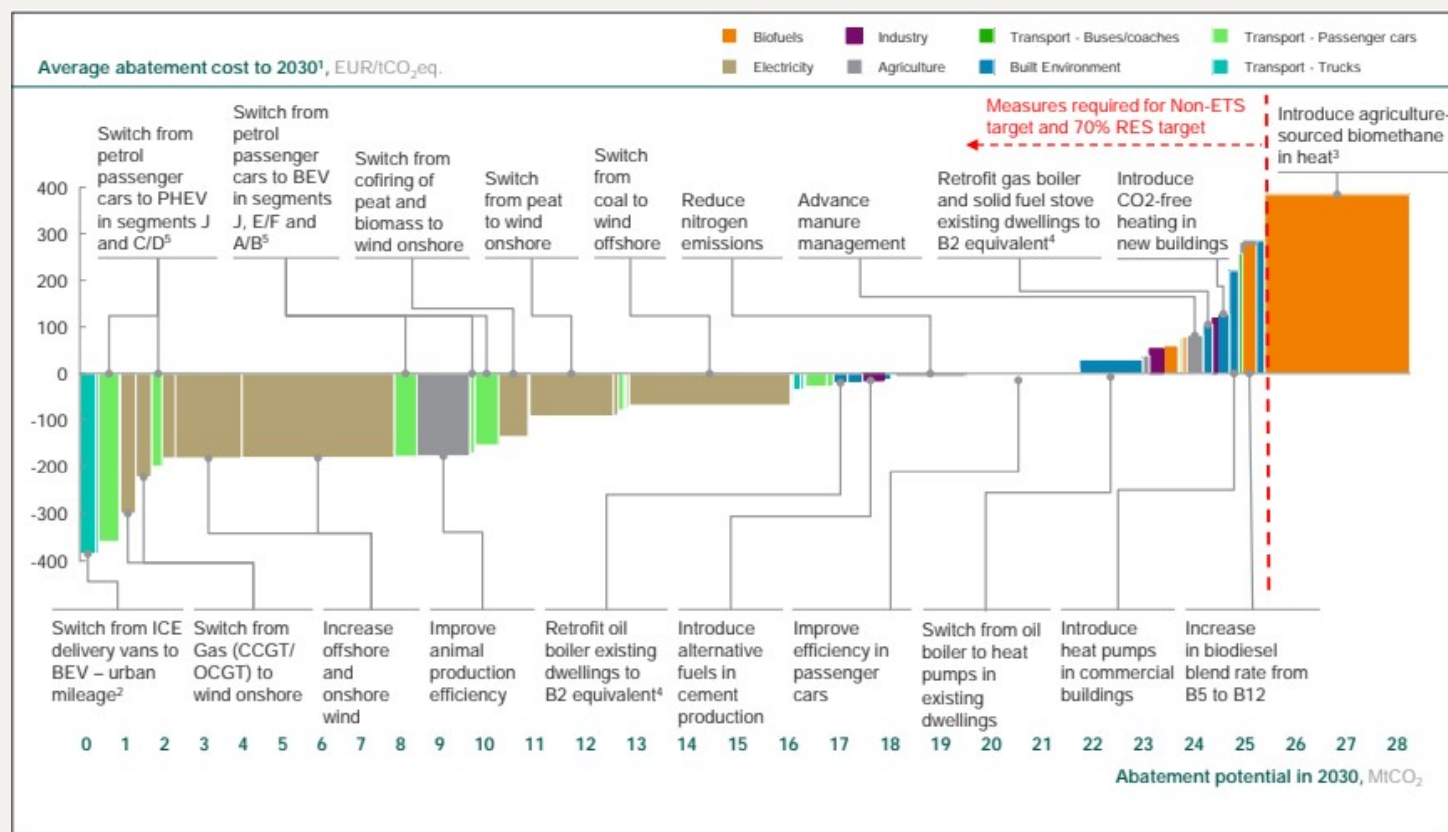 Biofuels
Industry
Transport - Buses/coaches
Transport - Passenger cars
Electricity
Agriculture
Built Environment
Transport - Trucks
Average abatement cost to 2030¹, EUR/tCO₂eq.
Measures required for Non-ETS
target and 70% RES target
Switch from
petrol
passenger
cars to PHEV
in segments J
and C/D⁵
Switch from
petrol
passenger
cars to BEV
in segments
J, E/F and
A/B⁵
Switch from
cofiring of
peat and
biomass to
wind onshore
Switch
from peat
to wind
onshore
Switch
from
coal to
wind
offshore
Reduce
nitrogen
emissions
Advance
manure
management
Retrofit gas boiler
and solid fuel stove
existing dwellings to
B2 equivalent⁴
Introduce
CO2-free
heating in
new buildings
Introduce agriculture-
sourced biomethane
in heat³
400
300
200
100
0
-100
-200
-300
-400
Switch from ICE
delivery vans to
BEV – urban
mileage²
Switch from
Gas (CCGT/
OCGT) to
wind onshore
Increase
offshore
and
onshore
wind
Improve
animal
production
efficiency
Retrofit oil
boiler existing
dwellings to
B2 equivalent⁴
Introduce
alternative
fuels in
cement
production
Improve
efficiency in
passenger
cars
Switch from oil
boiler to heat
pumps in
existing
dwellings
Introduce
heat pumps
in commercial
buildings
Increase
in biodiesel
blend rate from
B5 to B12
0 1 2 3 4 5 6 7 8 9 10 11 12 13 14 15 16 17 18 19 20 21 22 23 24 25 26 27 28
Abatement potential in 2030, MtCO₂